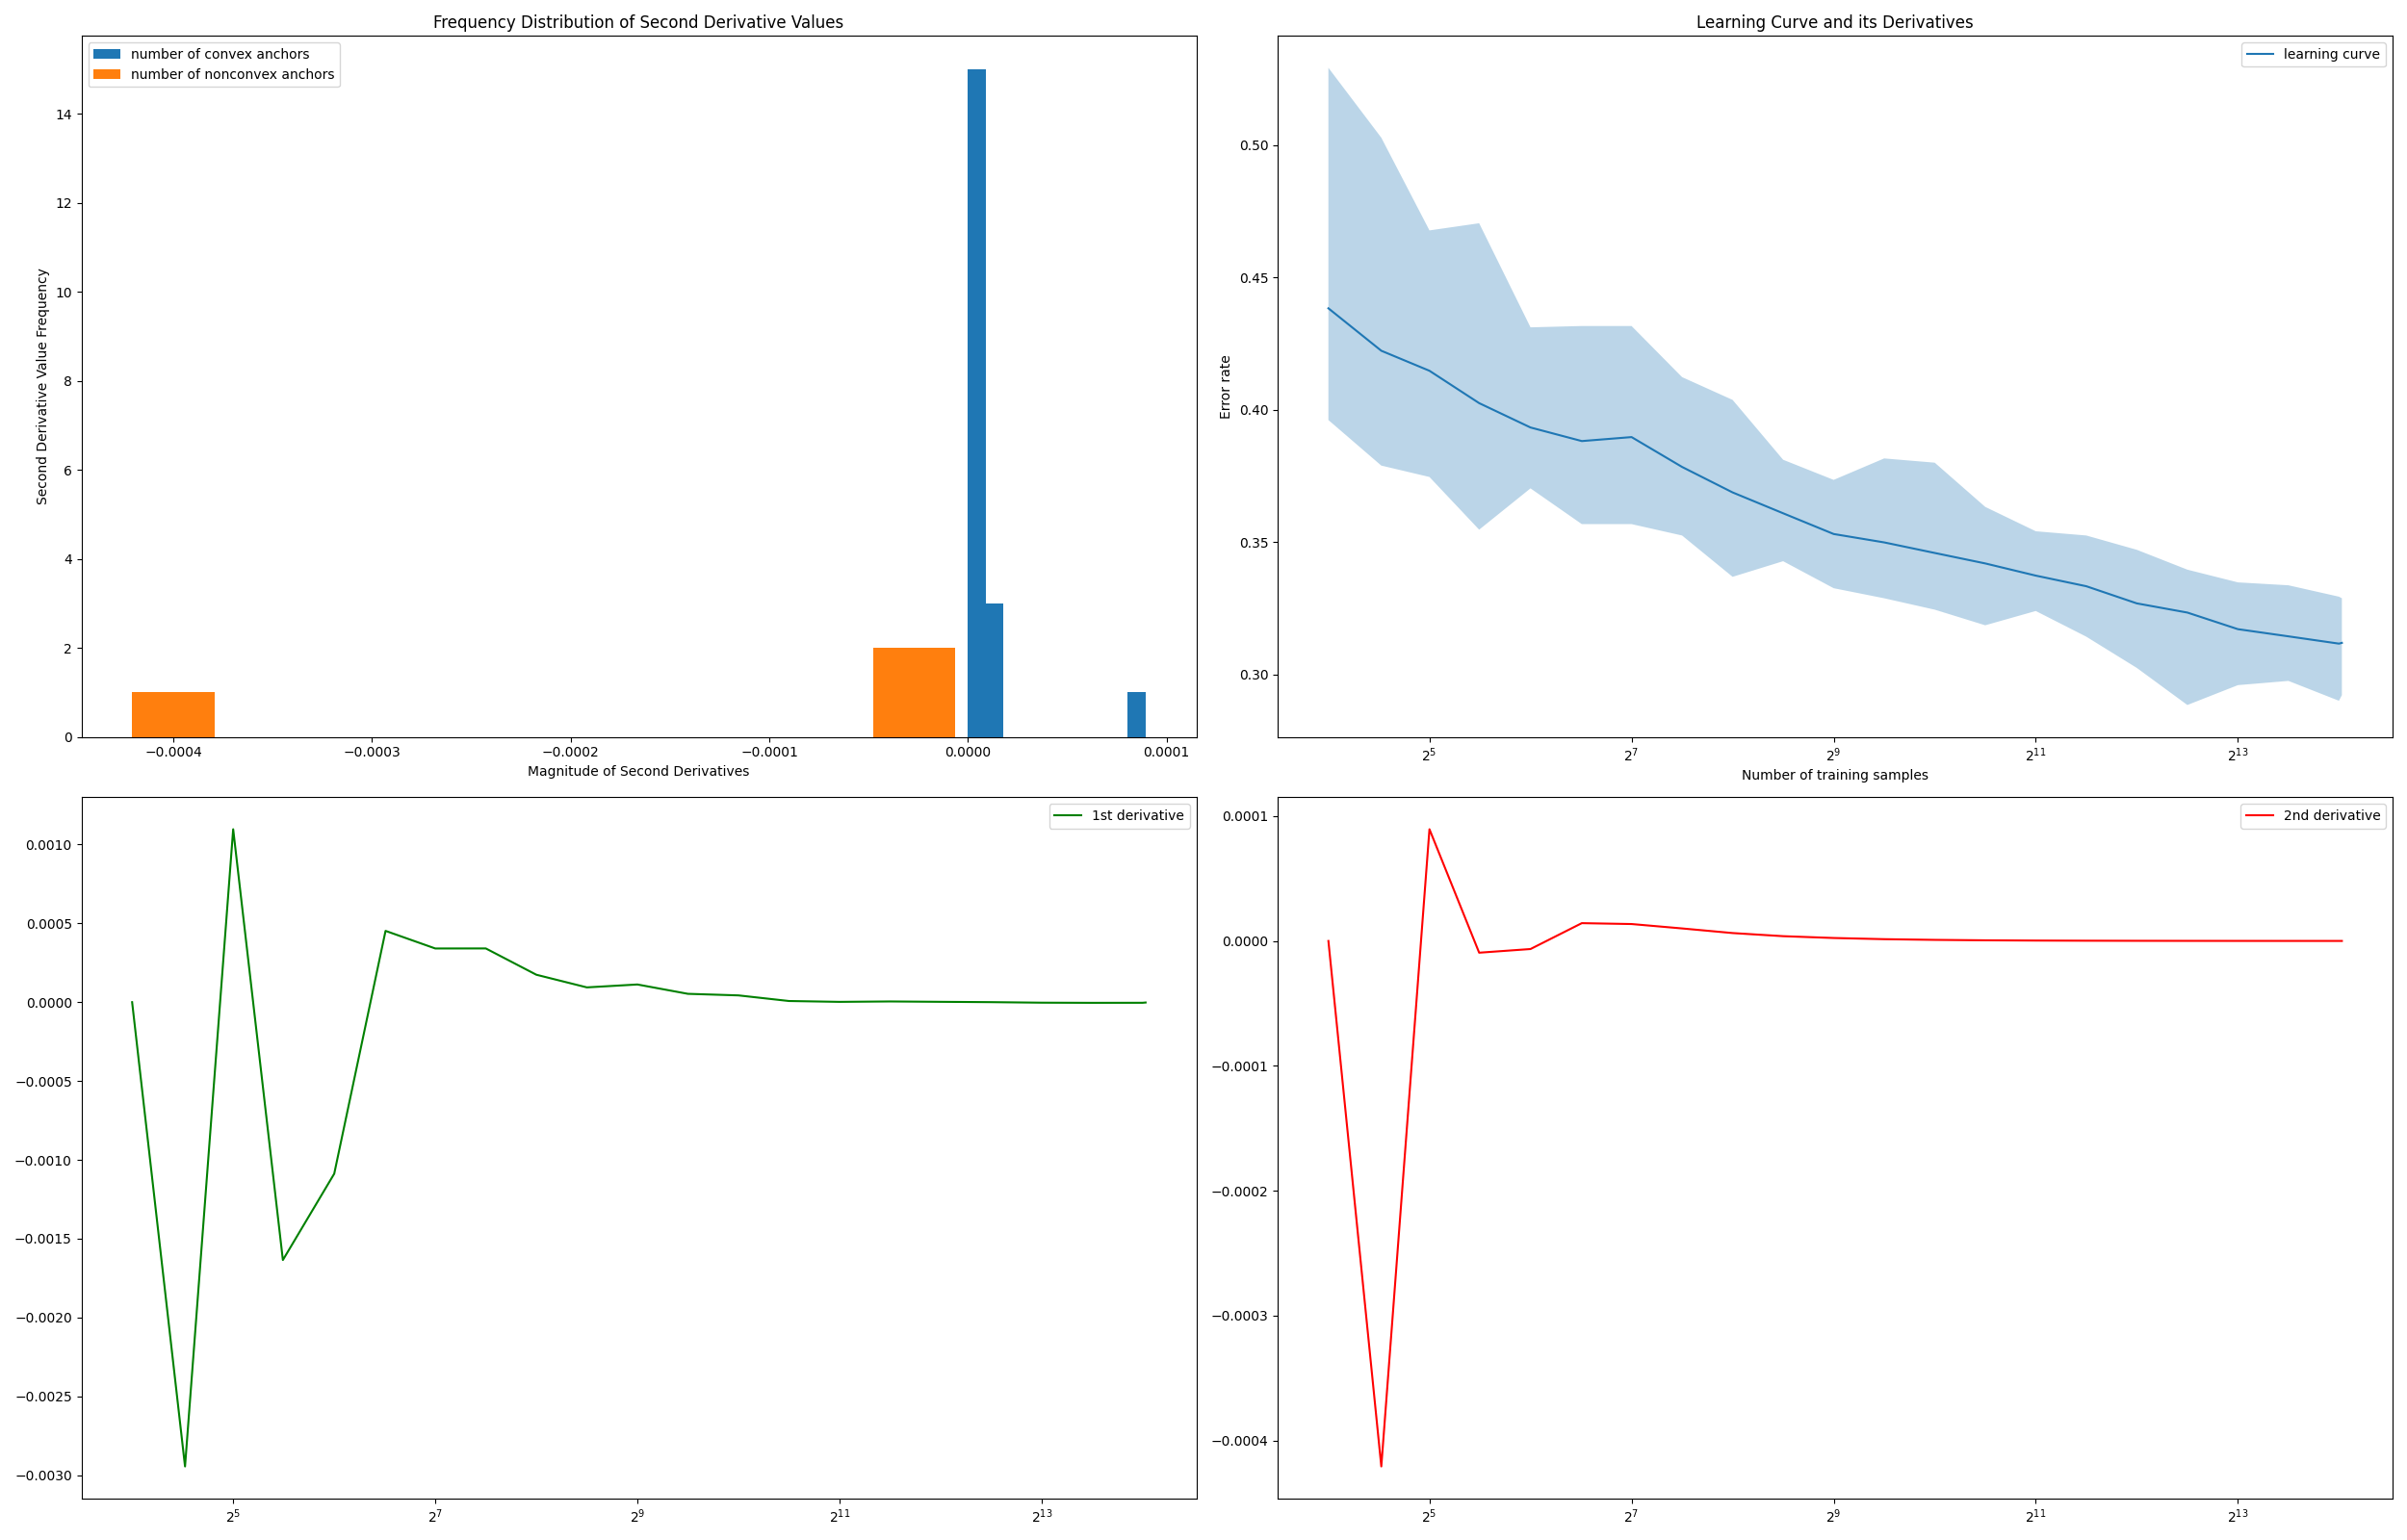 Frequency Distribution of Second Derivative Values
number of convex anchors
number of nonconvex anchors
Second Derivative Value Frequency
14
12
10
8
6
4
2
0
−0.0004 −0.0003 −0.0002 −0.0001 0.0000 0.0001
Magnitude of Second Derivatives
Learning Curve and its Derivatives
learning curve
Error rate
0.50
0.45
0.40
0.35
0.30
2^5 2^7 2^9 2^11 2^13
Number of training samples
1st derivative
0.0010
0.0005
0.0000
−0.0005
−0.0010
−0.0015
−0.0020
−0.0025
−0.0030
2^5 2^7 2^9 2^11 2^13
2nd derivative
0.0001
0.0000
−0.0001
−0.0002
−0.0003
−0.0004
2^5 2^7 2^9 2^11 2^13